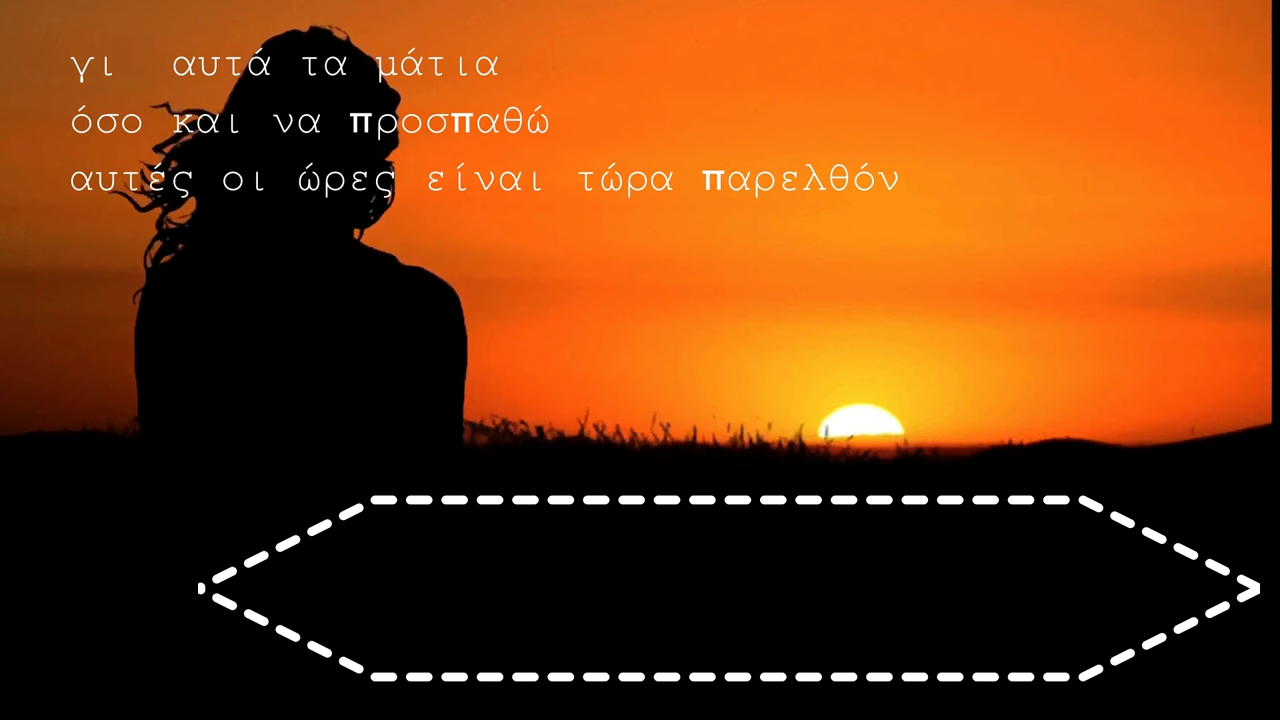 γι αυτά τα μάτια
όσο και να προσπαθώ
αυτές οι ώρες είναι τώρα παρελθόν